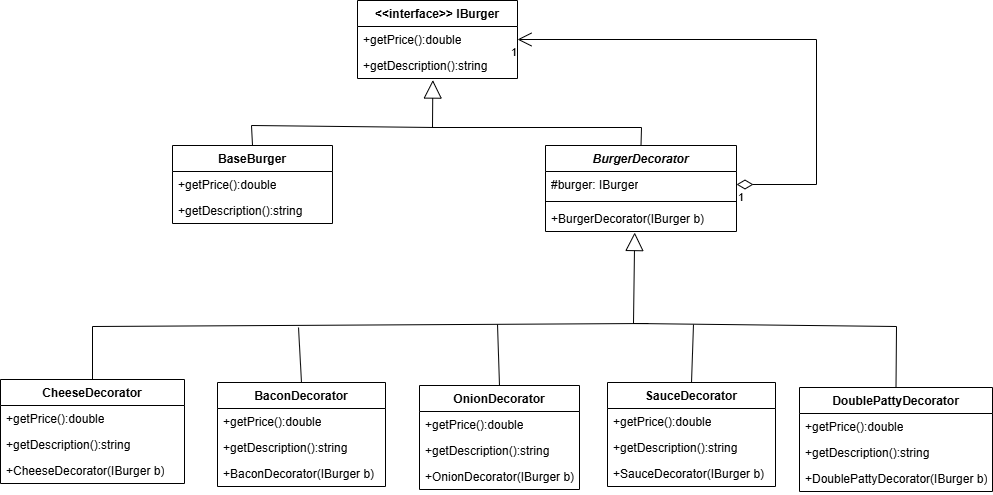 <<interface>> IBurger
+getPrice():double
+getDescription():string
1
BaseBurger
+getPrice():double
+getDescription():string
BurgerDecorator
#burger: IBurger
+BurgerDecorator(IBurger b)
1
CheeseDecorator
+getPrice():double
+getDescription():string
+CheeseDecorator(IBurger b)
BaconDecorator
+getPrice():double
+getDescription():string
+BaconDecorator(IBurger b)
OnionDecorator
+getPrice():double
+getDescription():string
+OnionDecorator(IBurger b)
SauceDecorator
+getPrice():double
+getDescription():string
+SauceDecorator(IBurger b)
DoublePattyDecorator
+getPrice():double
+getDescription():string
+DoublePattyDecorator(IBurger b)